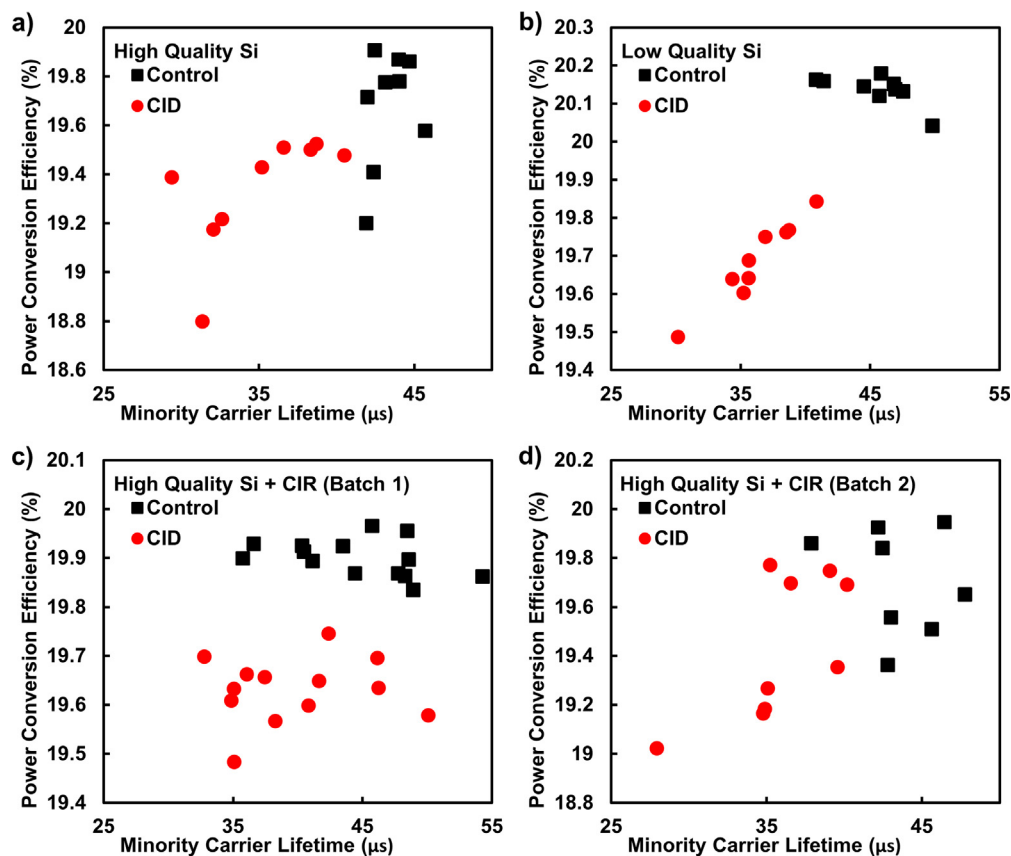 a)
High Quality Si
Control
CID
Power Conversion Efficiency (%)
20
19.8
19.6
19.4
19.2
19
18.8
18.6
25
35
45
Minority Carrier Lifetime (µs)
b)
Low Quality Si
Control
CID
Power Conversion Efficiency (%)
20.3
20.2
20.1
20
19.9
19.8
19.7
19.6
19.5
19.4
25
35
45
55
Minority Carrier Lifetime (µs)
c)
High Quality Si + CIR (Batch 1)
Control
CID
Power Conversion Efficiency (%)
20.1
20
19.9
19.8
19.7
19.6
19.5
19.4
25
35
45
55
Minority Carrier Lifetime (µs)
d)
High Quality Si + CIR (Batch 2)
Control
CID
Power Conversion Efficiency (%)
20.2
20
19.8
19.6
19.4
19.2
19
18.8
25
35
45
Minority Carrier Lifetime (µs)